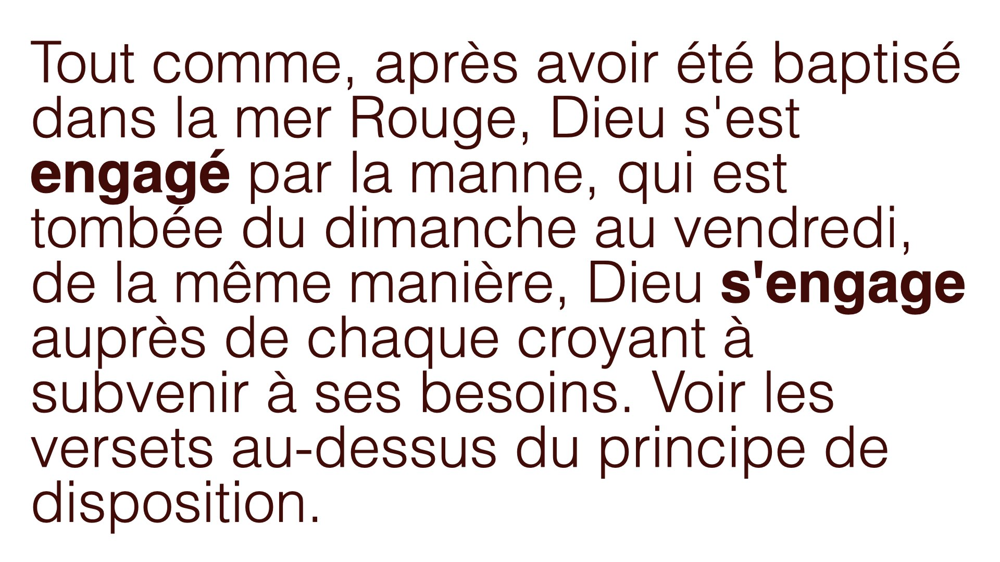 Tout comme, après avoir été baptisé
dans la mer Rouge, Dieu s'est
engagé par la manne, qui est
tombée du dimanche au vendredi,
de la même manière, Dieu s'engage
auprès de chaque croyant à
subvenir à ses besoins. Voir les
versets au-dessus du principe de
disposition.